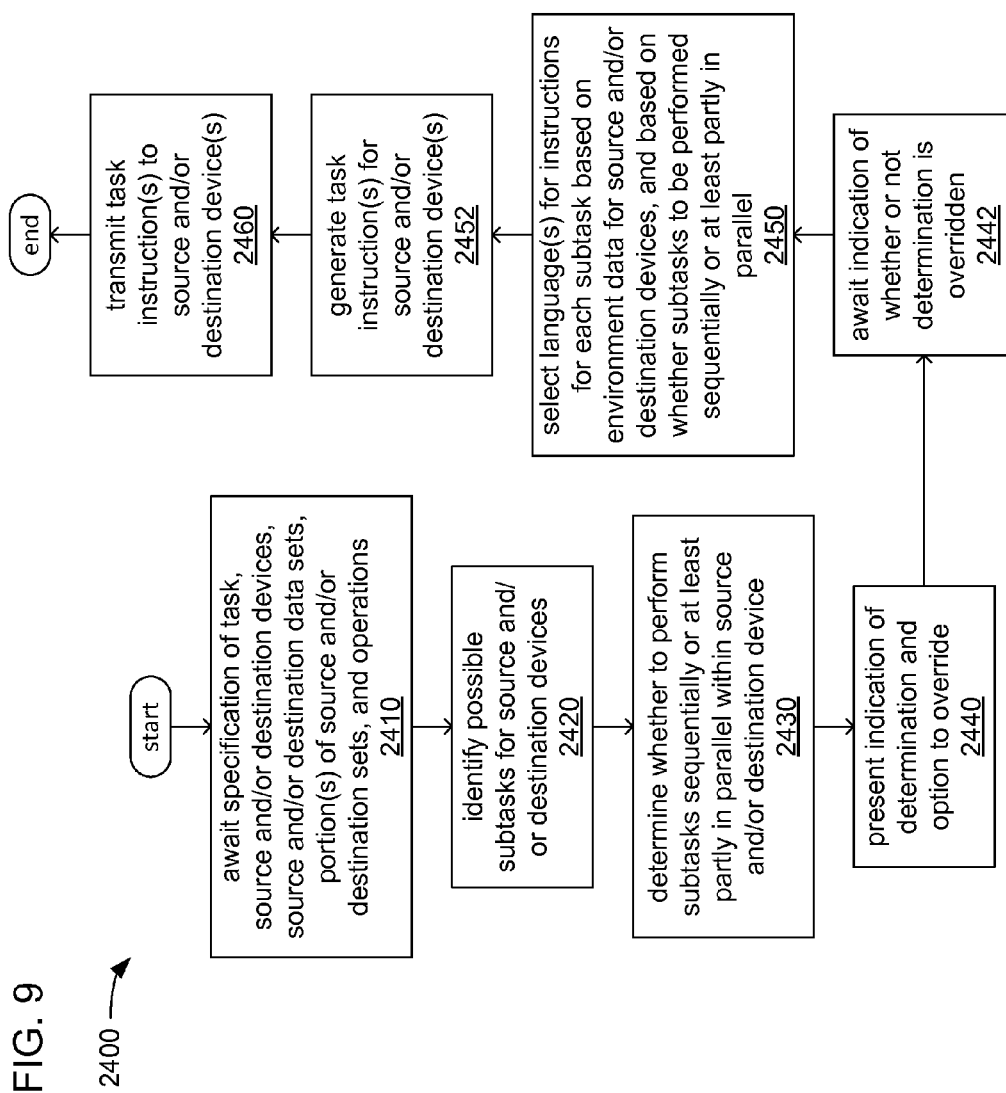 FIG. 9
2400
start
await specification of task,
source and/or destination devices,
source and/or destination data sets,
portion(s) of source and/or
destination sets, and operations
2410
identify possible
subtasks for source and/
or destination devices
2420
determine whether to perform
subtasks sequentially or at least
partly in parallel within source
and/or destination device
2430
present indication of
determination and
option to override
2440
await indication of
whether or not
determination is
overridden
2442
select language(s) for instructions
for each subtask based on
environment data for source and/or
destination devices, and based on
whether subtasks to be performed
sequentially or at least partly in
parallel
2450
generate task
instruction(s) for
source and/or
destination device(s)
2452
transmit task
instruction(s) to
source and/or
destination device(s)
2460
end